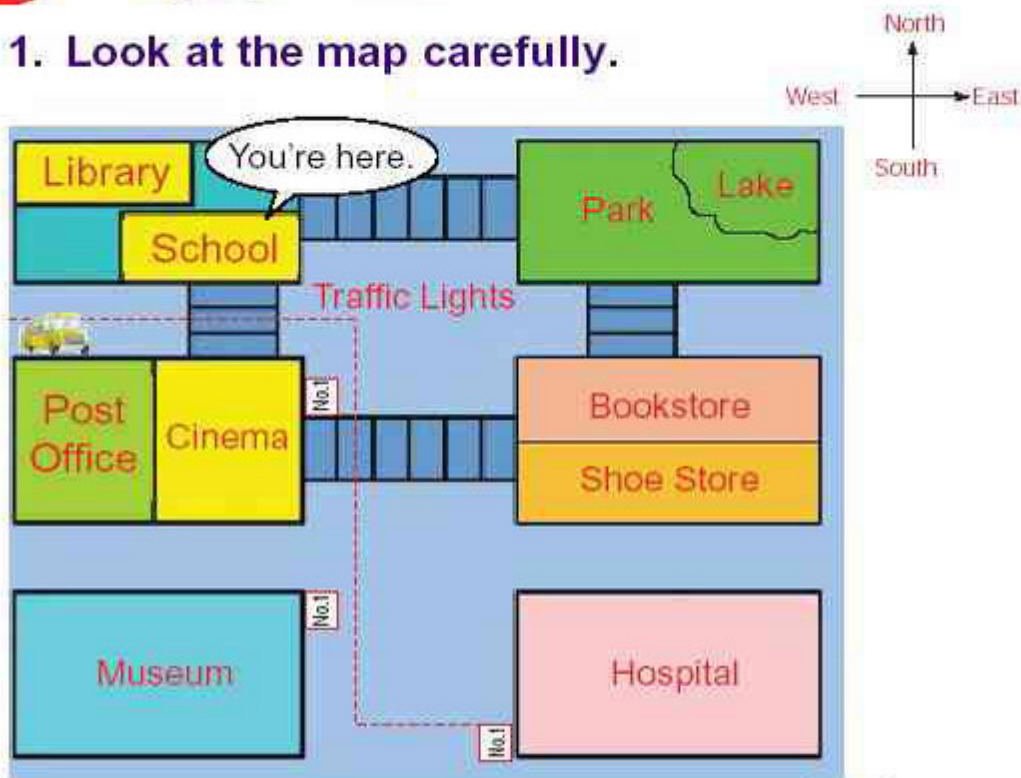 North
1. Look at the map carefully.
West
East
South
Library
You're here.
Lake
Park
School
Traffic Lights
No.1
Post
Office
Cinema
Bookstore
Shoe Store
No.1
Museum
Hospital
No.1